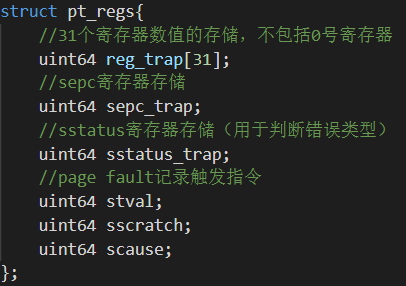 struct pt_regs{
//31个寄存器数值的存储，不包括0号寄存器
uint64 reg_trap[31];
//sepc寄存器存储
uint64 sepc_trap;
//sstatus寄存器存储（用于判断错误类型）
uint64 sstatus_trap;
//page fault记录触发指令
uint64 stval;
uint64 sscratch;
uint64 scause;
};